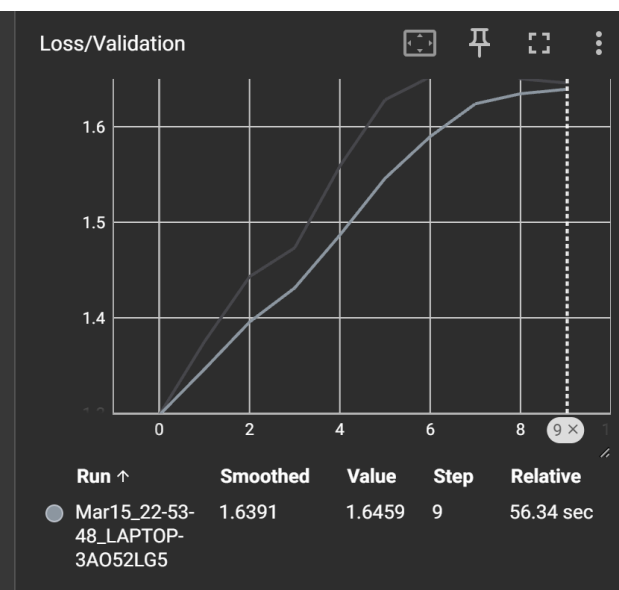 Loss/Validation
1.6
1.5
1.4
0 2 4 6 8 9 ×
Run ↑ Smoothed Value Step Relative
Mar15_22-53- 1.6391 1.6459 9 56.34 sec
48_LAPTOP-
3AO52LG5